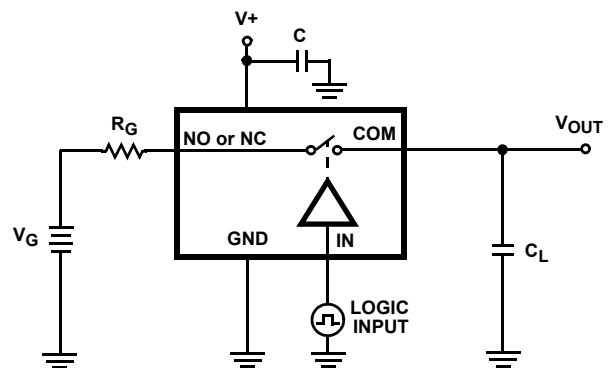 V+
C
RG
NO or NC
COM
VOUT
VG
GND
IN
CL
LOGIC
INPUT